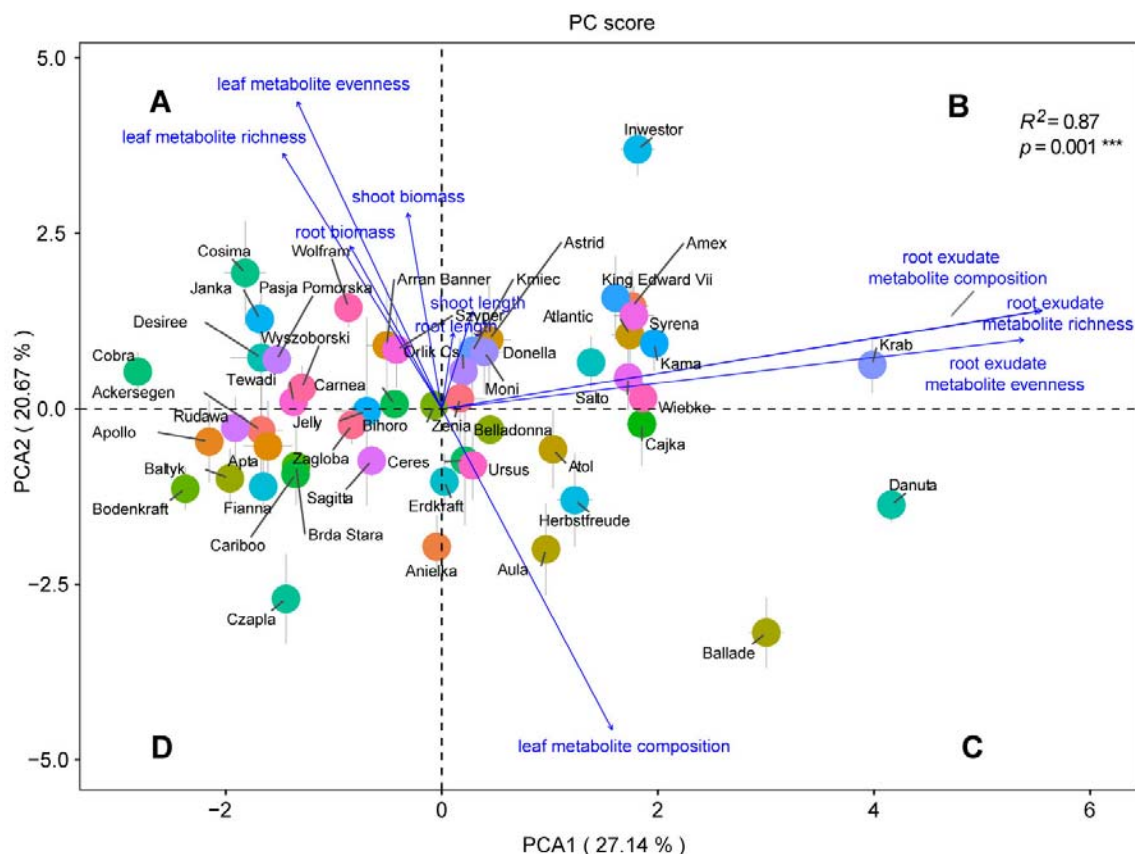 PC score
5.0
A
leaf metabolite evenness
B
Inwestor
R² = 0.87
p = 0.001 ***
leaf metabolite richness
shoot biomass
2.5
root biomass
Cosima
Wolfram
Astrid
Amex
root exudate
metabolite composition
Janka
Pasja Pomorska
Arran Banner
Kmiec
King Edward Vii
shoot length
root exudate
metabolite richness
Desiree
Wyszoborski
Szyper
Atlantic
Syrena
root length
Krab
Cobra
Orlik Cs
Donella
Kama
root exudate
metabolite evenness
Tewadi
Carnea
Moni
Salto
Wiebke
Ackersegen
0.0
Rudawa
Jelly
Bihoro
Zenia
Belladonna
Cajka
Apollo
Apta
Zagloba
Ceres
Ursus
Atol
Baltyk
Danuta
Bodenkraft
Fianna
Sagitta
Erdkraft
Herbstfreude
Cariboo
Brda Stara
Anielka
Aula
−2.5
Czapla
Ballade
D
leaf metabolite composition
C
−5.0
−2
0
2
4
6
PCA1 ( 27.14 % )
PCA2 ( 20.67 % )